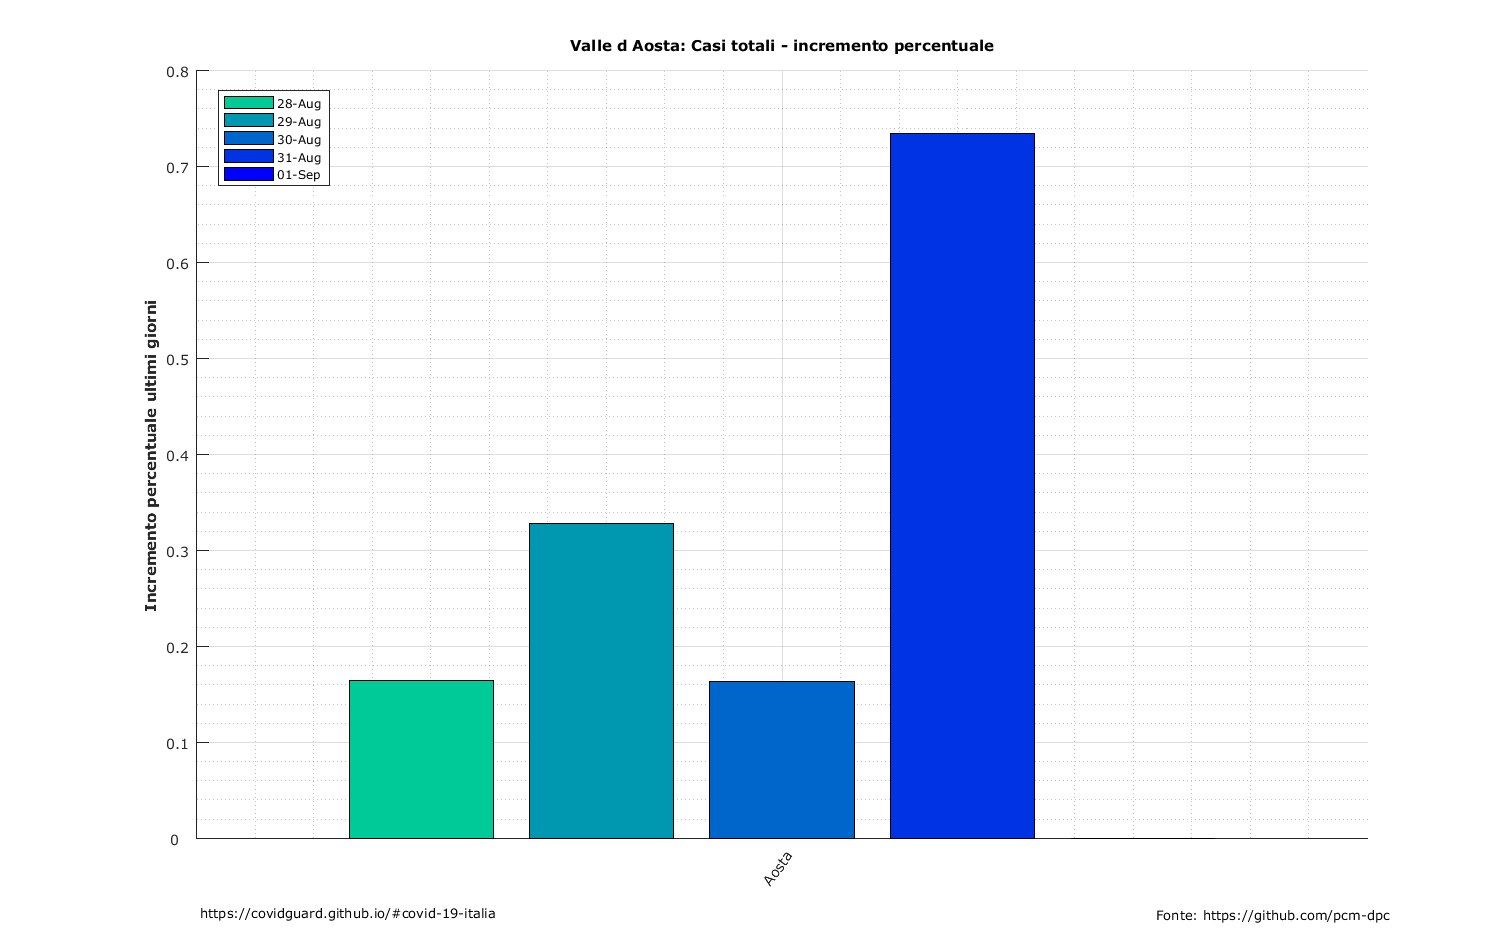 Valle d Aosta: Casi totali - incremento percentuale
0.8
0.7
0.6
0.5
0.4
0.3
0.2
0.1
0
28-Aug
29-Aug
30-Aug
31-Aug
01-Sep
Incremento percentuale ultimi giorni
Aosta
https://covidguard.github.io/#covid-19-italia
Fonte: https://github.com/pcm-dpc